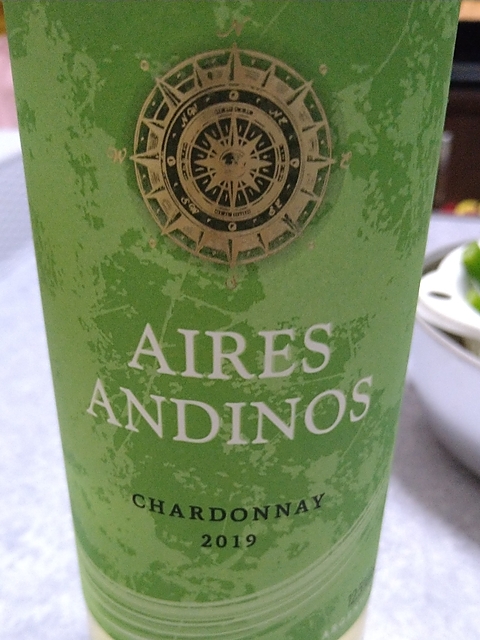 N
W
AIRES
ANDINOS
CHARDONNAY
2019